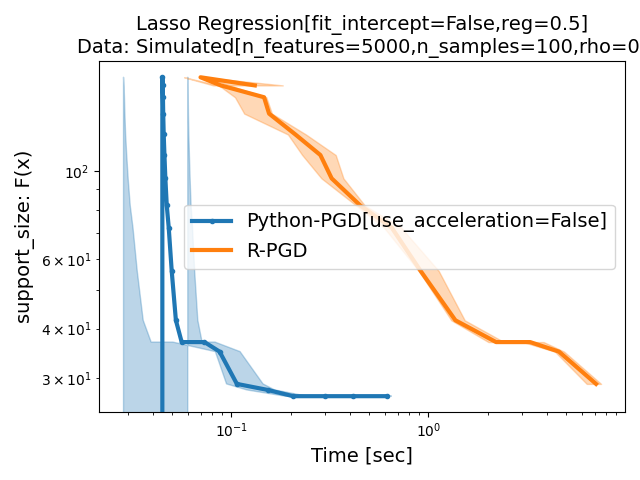 Lasso Regression[fit_intercept=False,reg=0.5]
Data: Simulated[n_features=5000,n_samples=100,rho=0
support_size: F(x)
10²
6 × 10¹
4 × 10¹
3 × 10¹
Python-PGD[use_acceleration=False]
R-PGD
10⁻¹
10⁰
Time [sec]